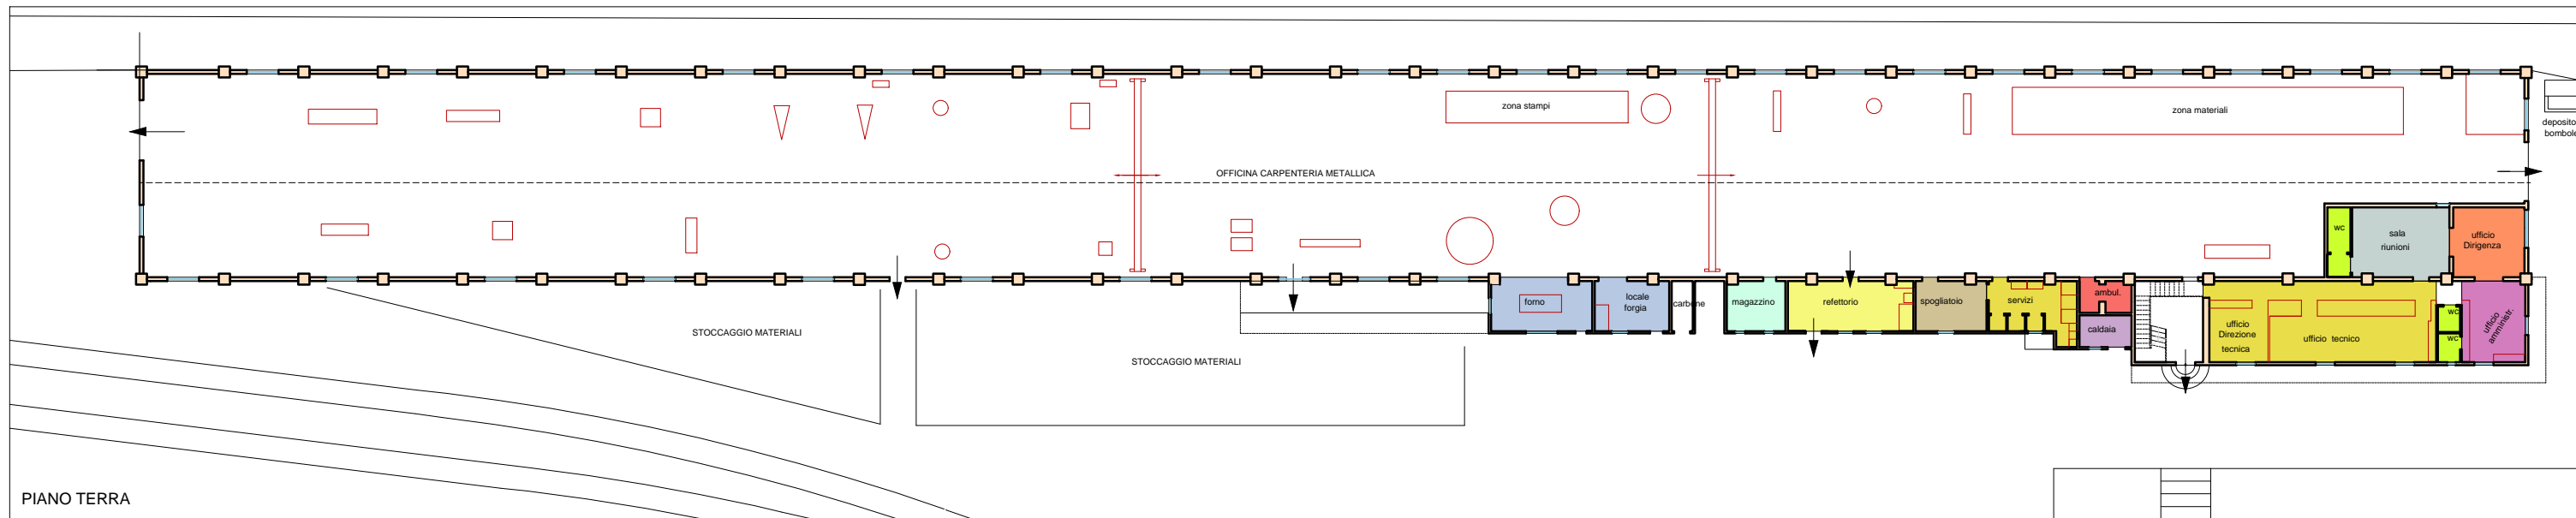 zona stampi
zona materiali
deposito
bombole
OFFICINA CARPENTERIA METALLICA
wc
sala
riunioni
ufficio
Dirigenza
forno
locale
forgia
carbone
magazzino
refettorio
spogliatoio
servizi
ambul.
caldaia
ufficio
Direzione
tecnica
ufficio tecnico
wc
wc
ufficio
amministr.
STOCCAGGIO MATERIALI
STOCCAGGIO MATERIALI
PIANO TERRA